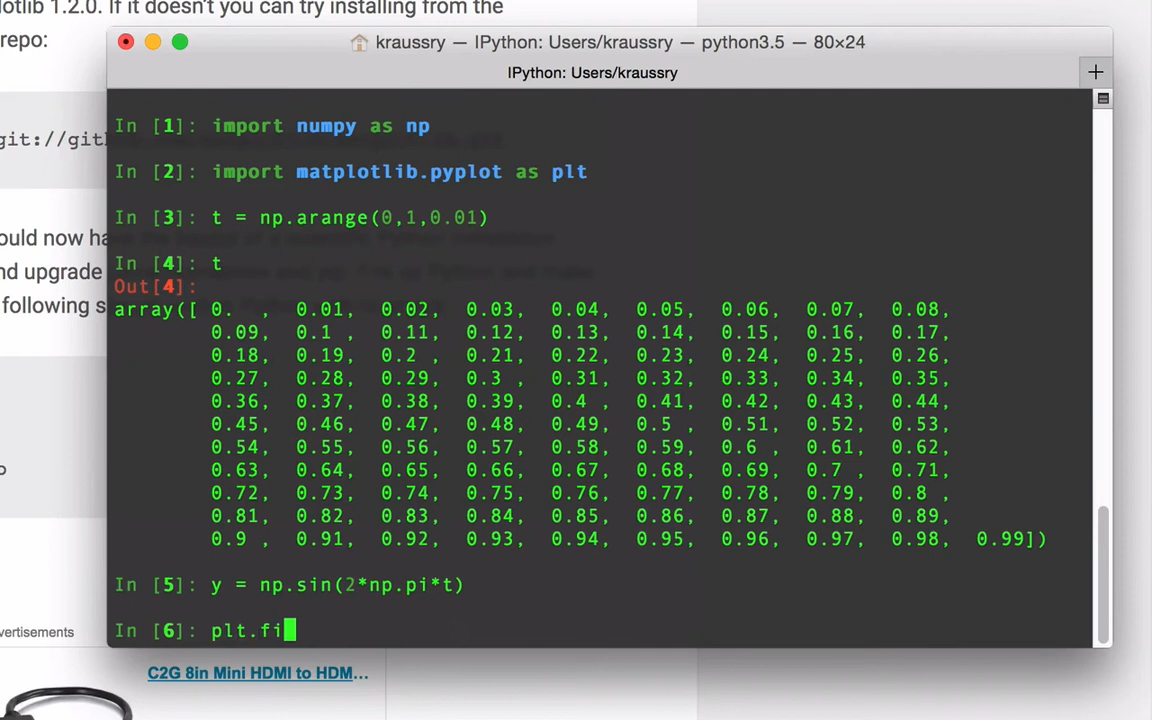 otlib 1.2.0. If it doesn't you can try installing from the
repo:
kraussry — IPython: Users/kraussry — python3.5 — 80×24
IPython: Users/kraussry
+
git://git
In [1]: import numpy as np
In [2]: import matplotlib.pyplot as plt
In [3]: t = np.arange(0,1,0.01)
ould now ha
In [4]: t
nd upgrade
Out[4]:
following s
array([ 0.  , 0.01, 0.02, 0.03, 0.04, 0.05, 0.06, 0.07, 0.08,
0.09, 0.1 , 0.11, 0.12, 0.13, 0.14, 0.15, 0.16, 0.17,
0.18, 0.19, 0.2 , 0.21, 0.22, 0.23, 0.24, 0.25, 0.26,
0.27, 0.28, 0.29, 0.3 , 0.31, 0.32, 0.33, 0.34, 0.35,
0.36, 0.37, 0.38, 0.39, 0.4 , 0.41, 0.42, 0.43, 0.44,
0.45, 0.46, 0.47, 0.48, 0.49, 0.5 , 0.51, 0.52, 0.53,
0.54, 0.55, 0.56, 0.57, 0.58, 0.59, 0.6 , 0.61, 0.62,
0.63, 0.64, 0.65, 0.66, 0.67, 0.68, 0.69, 0.7 , 0.71,
0.72, 0.73, 0.74, 0.75, 0.76, 0.77, 0.78, 0.79, 0.8 ,
0.81, 0.82, 0.83, 0.84, 0.85, 0.86, 0.87, 0.88, 0.89,
0.9 , 0.91, 0.92, 0.93, 0.94, 0.95, 0.96, 0.97, 0.98, 0.99])
In [5]: y = np.sin(2*np.pi*t)
In [6]: plt.fi
vertisements
C2G 8in Mini HDMI to HDM...